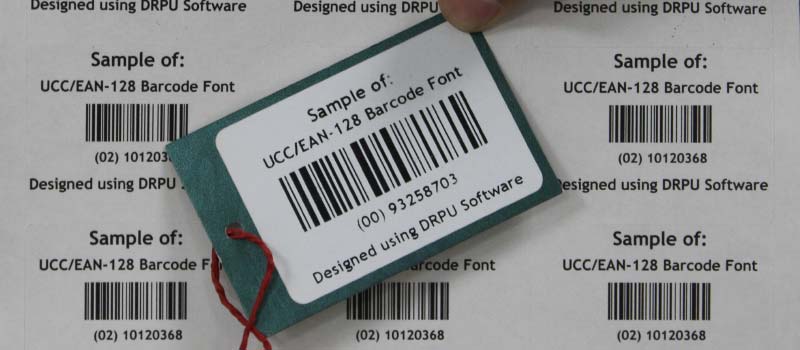 Designed using DRPU Software
Designed using DRPU
Designed using DRPU Software
Sample of:
UCC/EAN-128 Barcode Font
(02) 10120
Designed using DRPU
Sample of:
UCC/EAN-128 Barcode Font
(00) 93258703
Designed using DRPU Software
Sample of:
UCC/EAN-128 Barcode Font
(02) 10120368
Designed using DRPU Software
Sample of:
UCC/EAN-128 Barcode
(02) 10120368
Font
(02) 10120368
Sample of:
UCC/EAN-128 Barcode Font
(02) 10120368